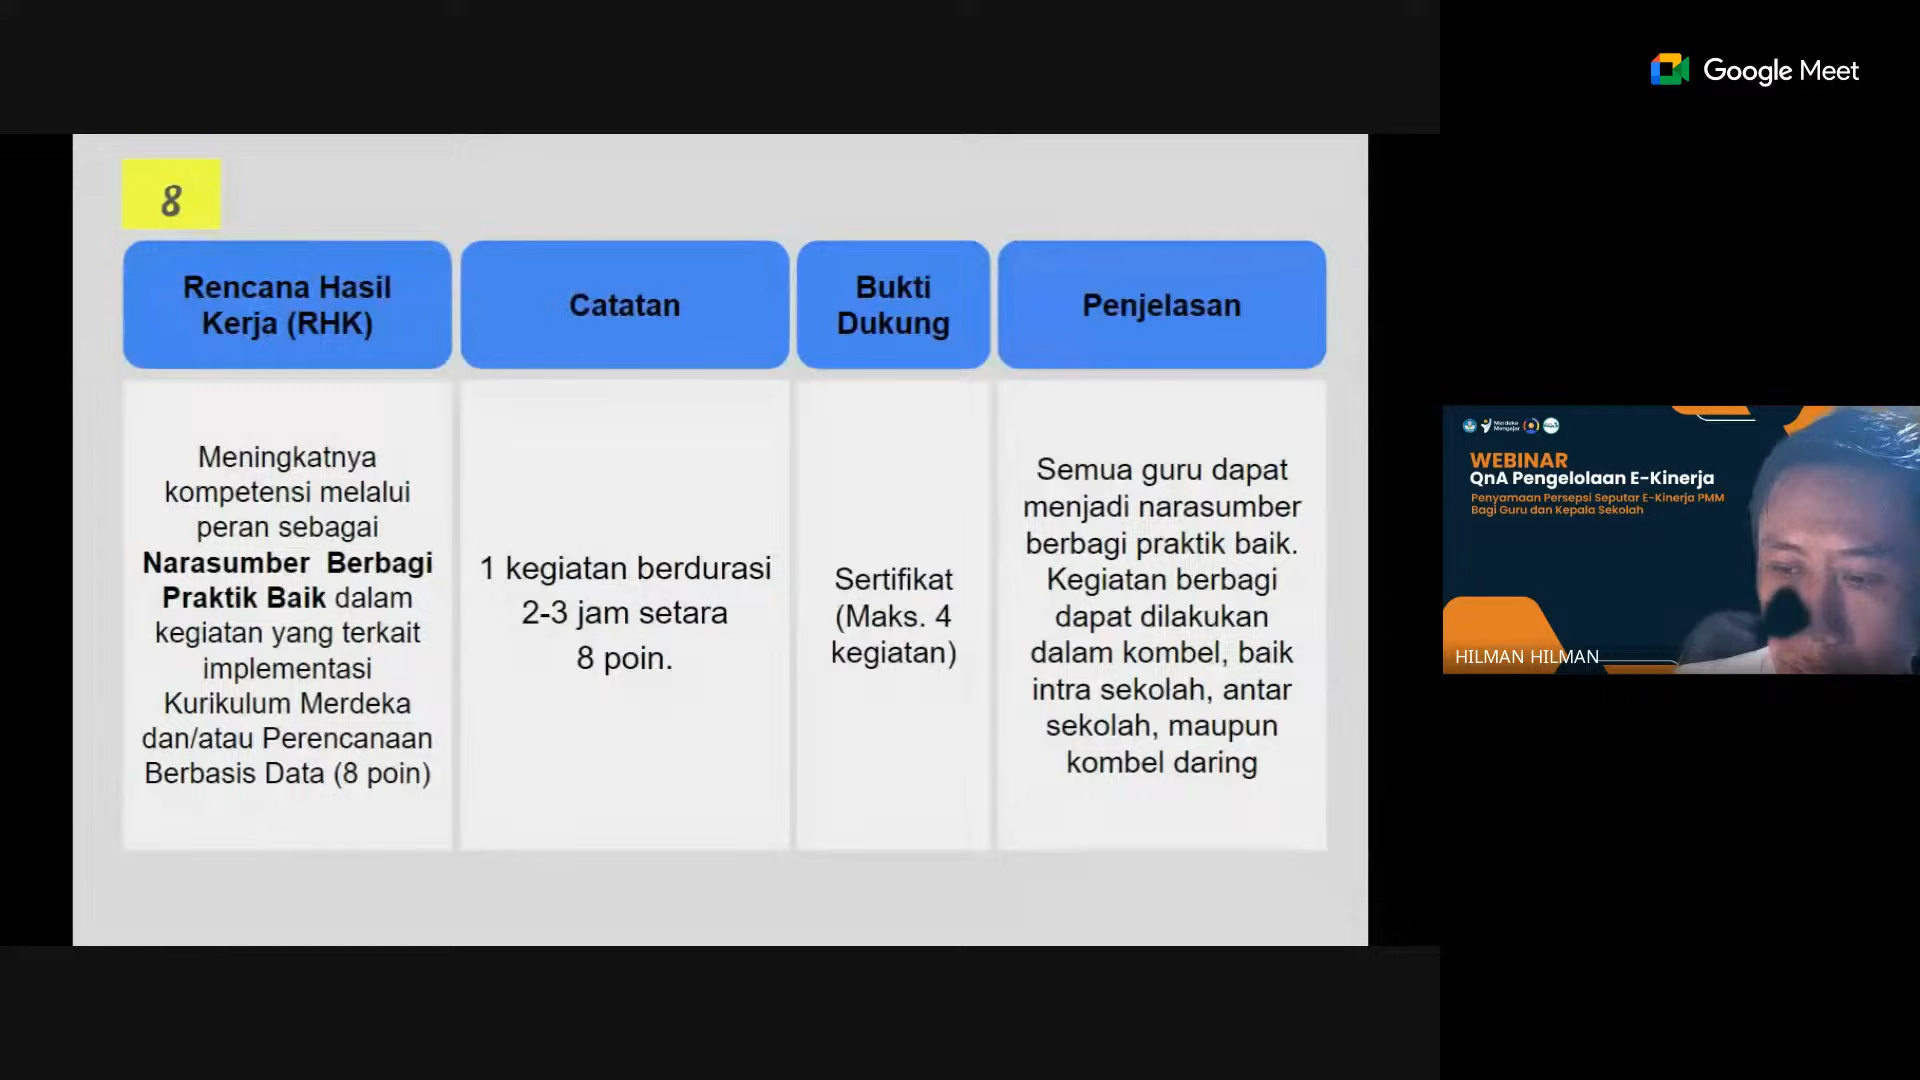 Google Meet
8
Rencana Hasil
Kerja (RHK)
Catatan
Bukti
Dukung
Penjelasan
Meningkatnya
kompetensi melalui
peran sebagai
Narasumber Berbagi
Praktik Baik dalam
kegiatan yang terkait
implementasi
Kurikulum Merdeka
dan/atau Perencanaan
Berbasis Data (8 poin)
1 kegiatan berdurasi
2-3 jam setara
8 poin.
Sertifikat
(Maks. 4
kegiatan)
Semua guru dapat
menjadi narasumber
berbagi praktik baik.
Kegiatan berbagi
dapat dilakukan
dalam kombel, baik
intra sekolah, antar
sekolah, maupun
kombel daring
Merdeka
Mengajar
WEBINAR
QnA Pengelolaan E-Kinerja
Penyamaan Persepsi Seputar E-Kinerja PMM
Bagi Guru dan Kepala Sekolah
HILMAN HILMAN